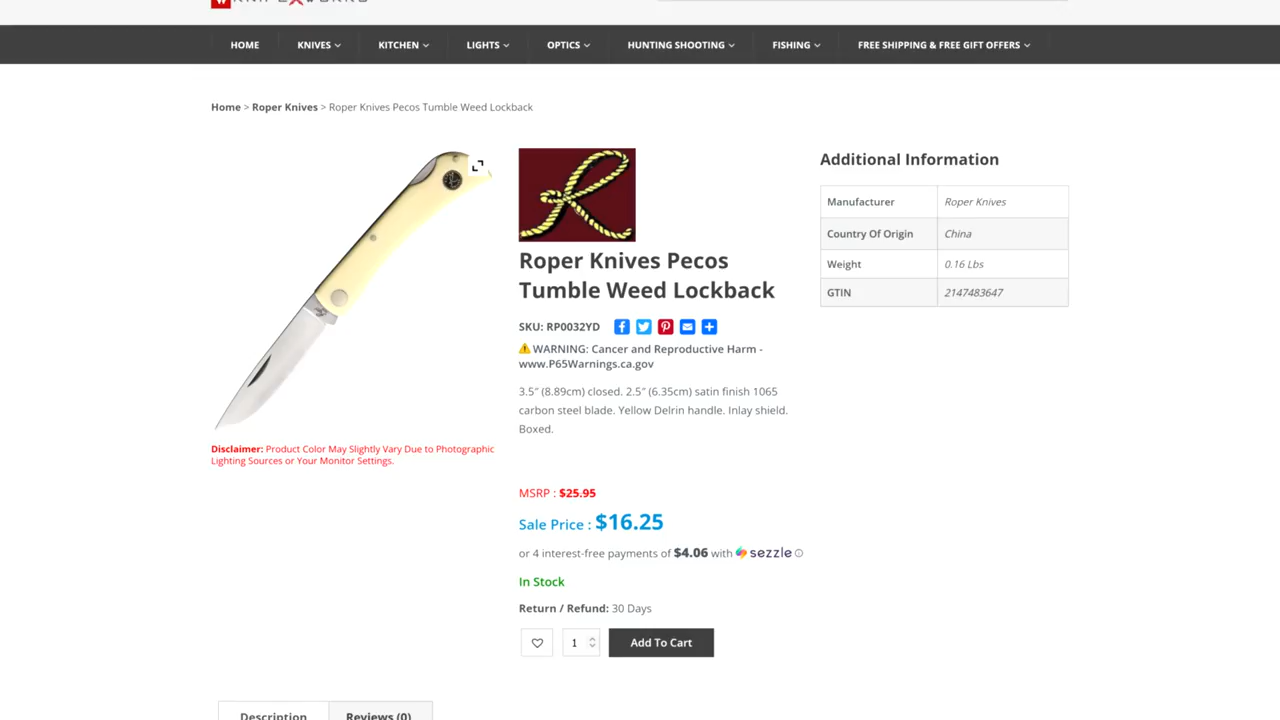 HOME
KNIVES
KITCHEN
LIGHTS
OPTICS
HUNTING SHOOTING
FISHING
FREE SHIPPING & FREE GIFT OFFERS
Home > Roper Knives > Roper Knives Pecos Tumble Weed Lockback
Disclaimer: Product Color May Slightly Vary Due to Photographic
Lighting Sources or Your Monitor Settings.
R
Roper Knives Pecos
Tumble Weed Lockback
SKU: RP0032YD
WARNING: Cancer and Reproductive Harm -
www.P65Warnings.ca.gov
3.5″ (8.89cm) closed. 2.5″ (6.35cm) satin finish 1065
carbon steel blade. Yellow Delrin handle. Inlay shield.
Boxed.
MSRP : $25.95
Sale Price : $16.25
or 4 interest-free payments of $4.06 with sezzle
In Stock
Return / Refund: 30 Days
1
Add To Cart
Additional Information
Manufacturer Roper Knives
Country Of Origin China
Weight 0.16 Lbs
GTIN 2147483647
Description
Reviews (0)